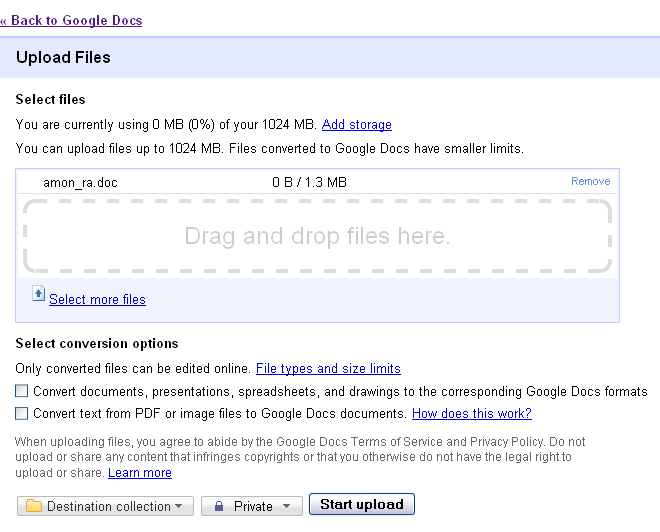 « Back to Google Docs
Upload Files
Select files
You are currently using 0 MB (0%) of your 1024 MB. Add storage
You can upload files up to 1024 MB. Files converted to Google Docs have smaller limits.
amon_ra.doc 0 B / 1.3 MB Remove
Drag and drop files here.
Select more files
Select conversion options
Only converted files can be edited online. File types and size limits
Convert documents, presentations, spreadsheets, and drawings to the corresponding Google Docs formats
Convert text from PDF or image files to Google Docs documents. How does this work?
When uploading files, you agree to abide by the Google Docs Terms of Service and Privacy Policy. Do not
upload or share any content that infringes copyrights or that you otherwise do not have the legal right to
upload or share. Learn more
Destination collection Private Start upload